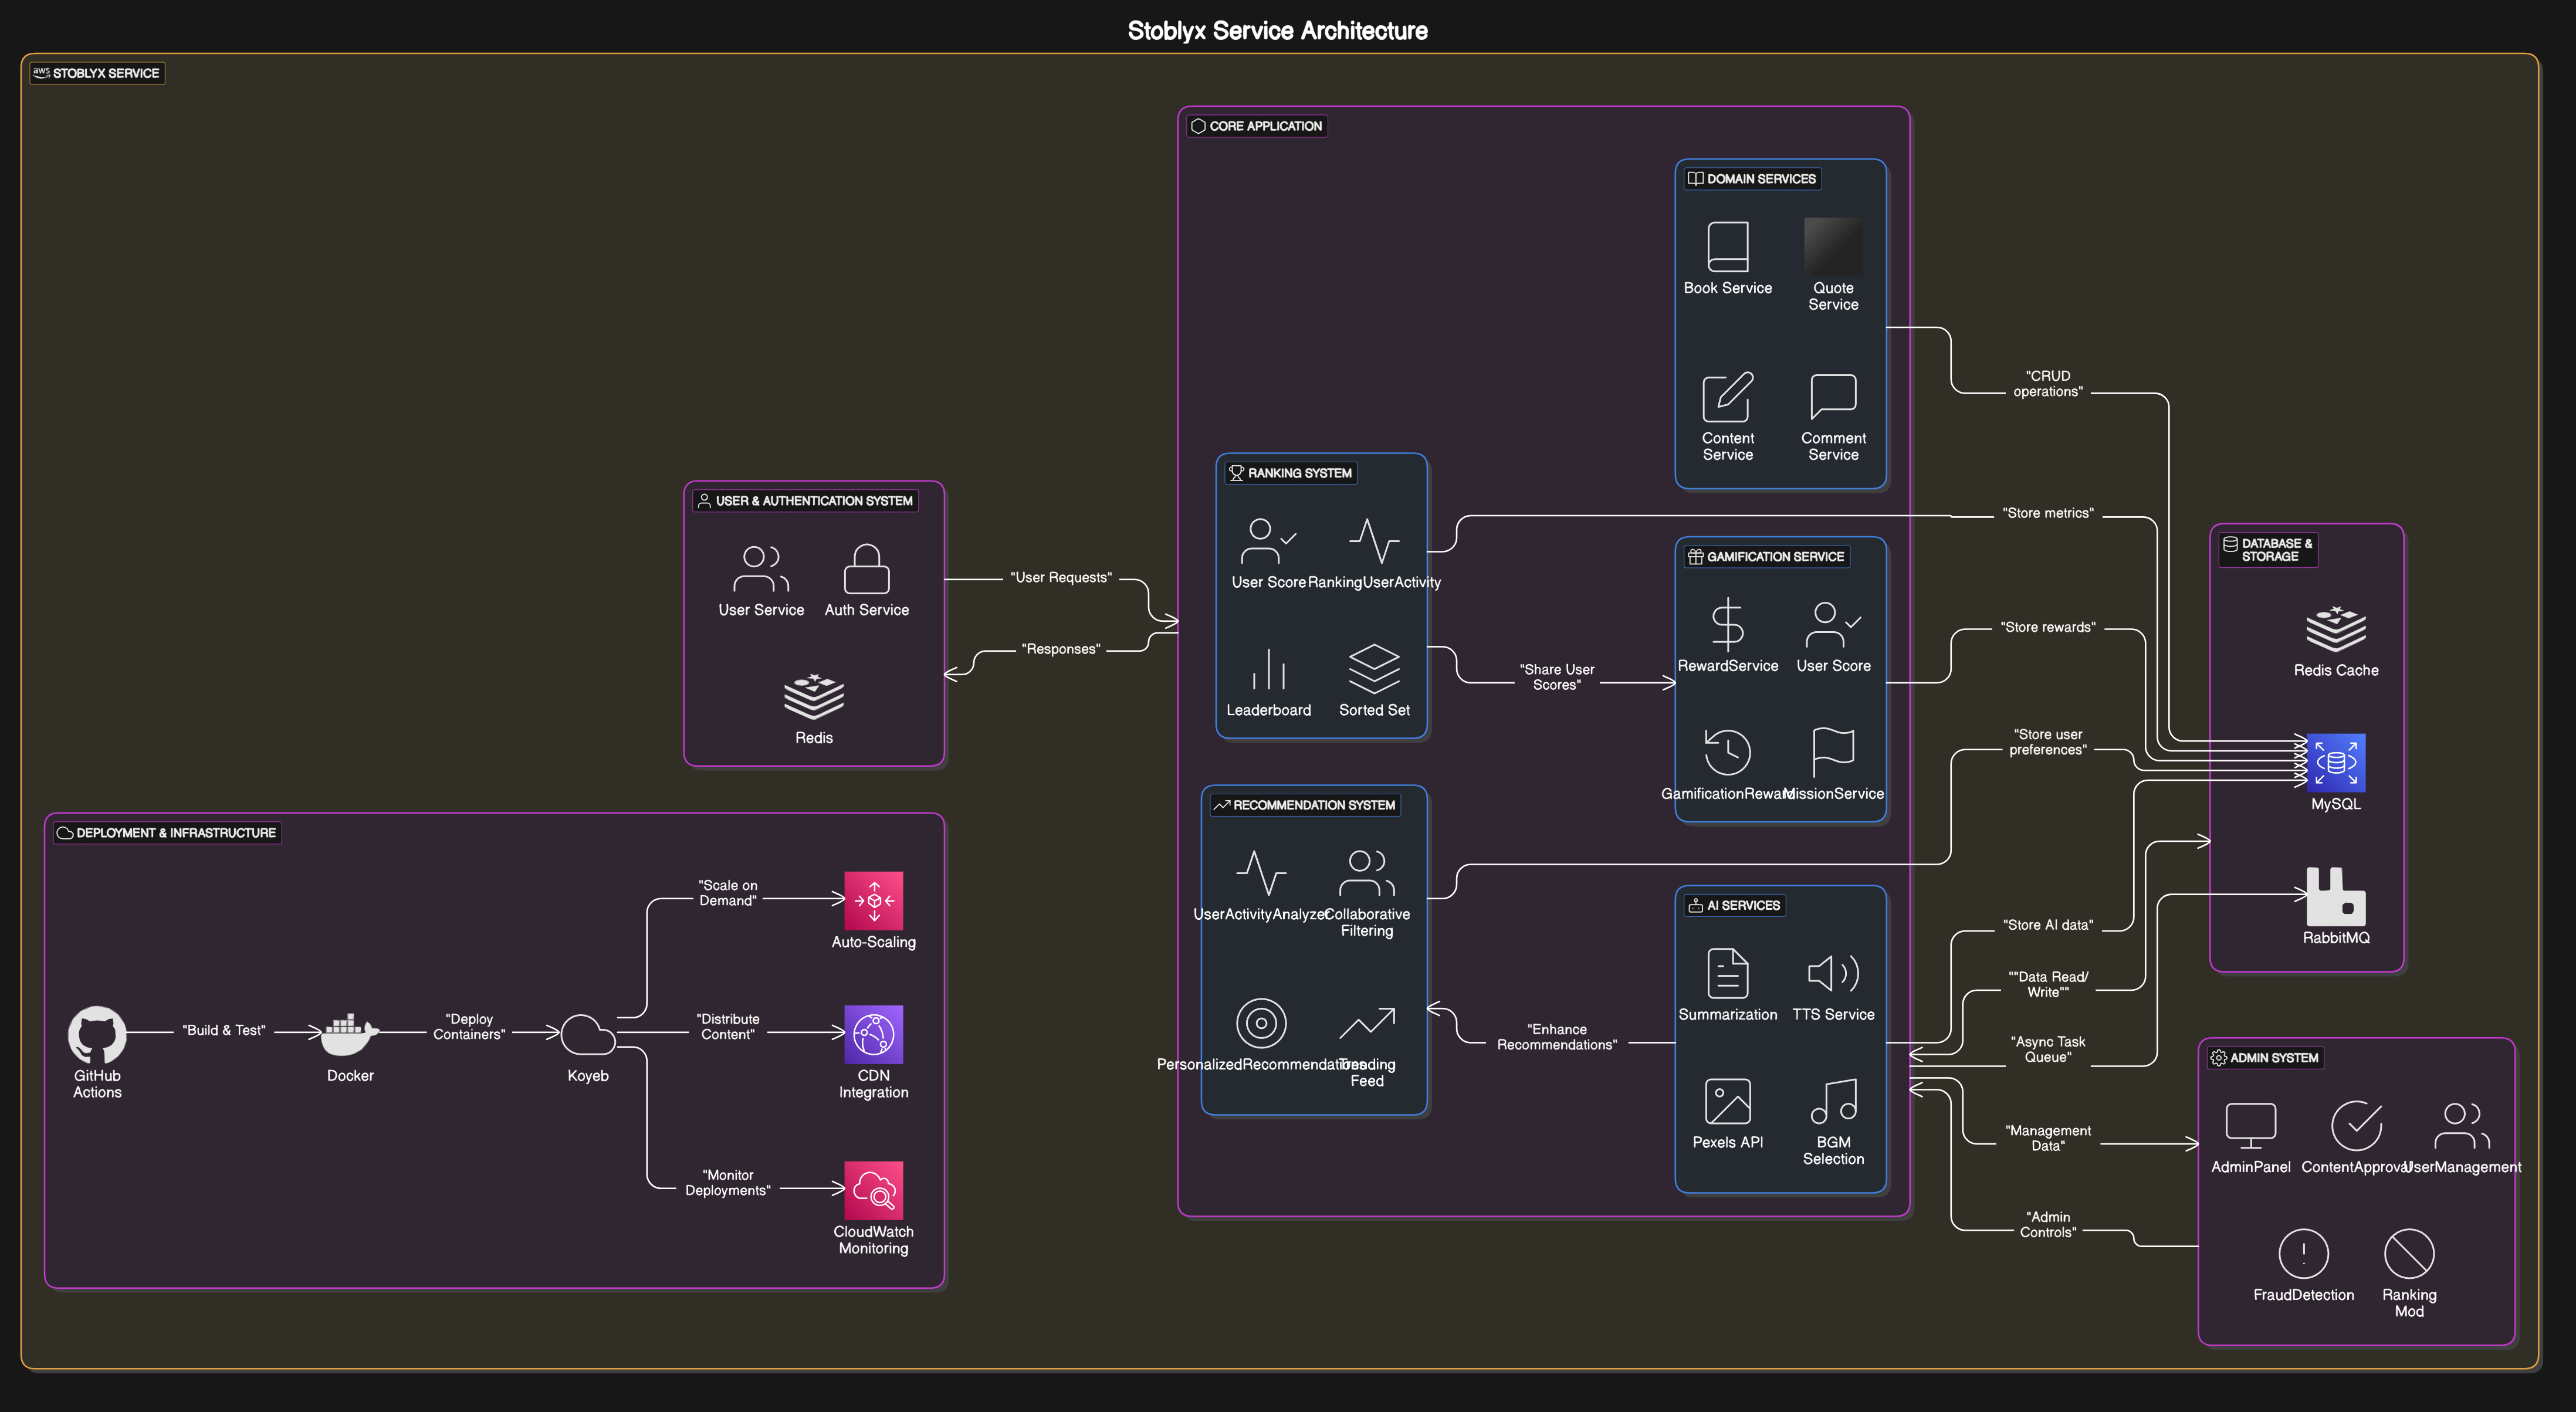 Stoblyx Service Architecture
aws STOBLYX SERVICE
CORE APPLICATION
DOMAIN SERVICES
Book Service
Quote
Service
Content
Service
Comment
Service
"CRUD
operations"
RANKING SYSTEM
User Score
RankingUserActivity
Leaderboard
Sorted Set
"Store metrics"
"Share User
Scores"
GAMIFICATION SERVICE
RewardService
User Score
GamificationReward
MissionService
"Store rewards"
USER & AUTHENTICATION SYSTEM
User Service
Auth Service
Redis
"User Requests"
"Responses"
DATABASE &
STORAGE
Redis Cache
MySQL
RabbitMQ
"Store user
preferences"
RECOMMENDATION SYSTEM
UserActivityAnalyzer
Collaborative
Filtering
PersonalizedRecommendations
Trending
Feed
AI SERVICES
Summarization
TTS Service
Pexels API
BGM
Selection
"Enhance
Recommendations"
"Store AI data"
""Data Read/
Write""
"Async Task
Queue"
"Management
Data"
"Admin
Controls"
ADMIN SYSTEM
AdminPanel
ContentApproval
UserManagement
FraudDetection
Ranking
Mod
DEPLOYMENT & INFRASTRUCTURE
GitHub
Actions
"Build & Test"
Docker
"Deploy
Containers"
Koyeb
"Scale on
Demand"
Auto-Scaling
"Distribute
Content"
CDN
Integration
"Monitor
Deployments"
CloudWatch
Monitoring